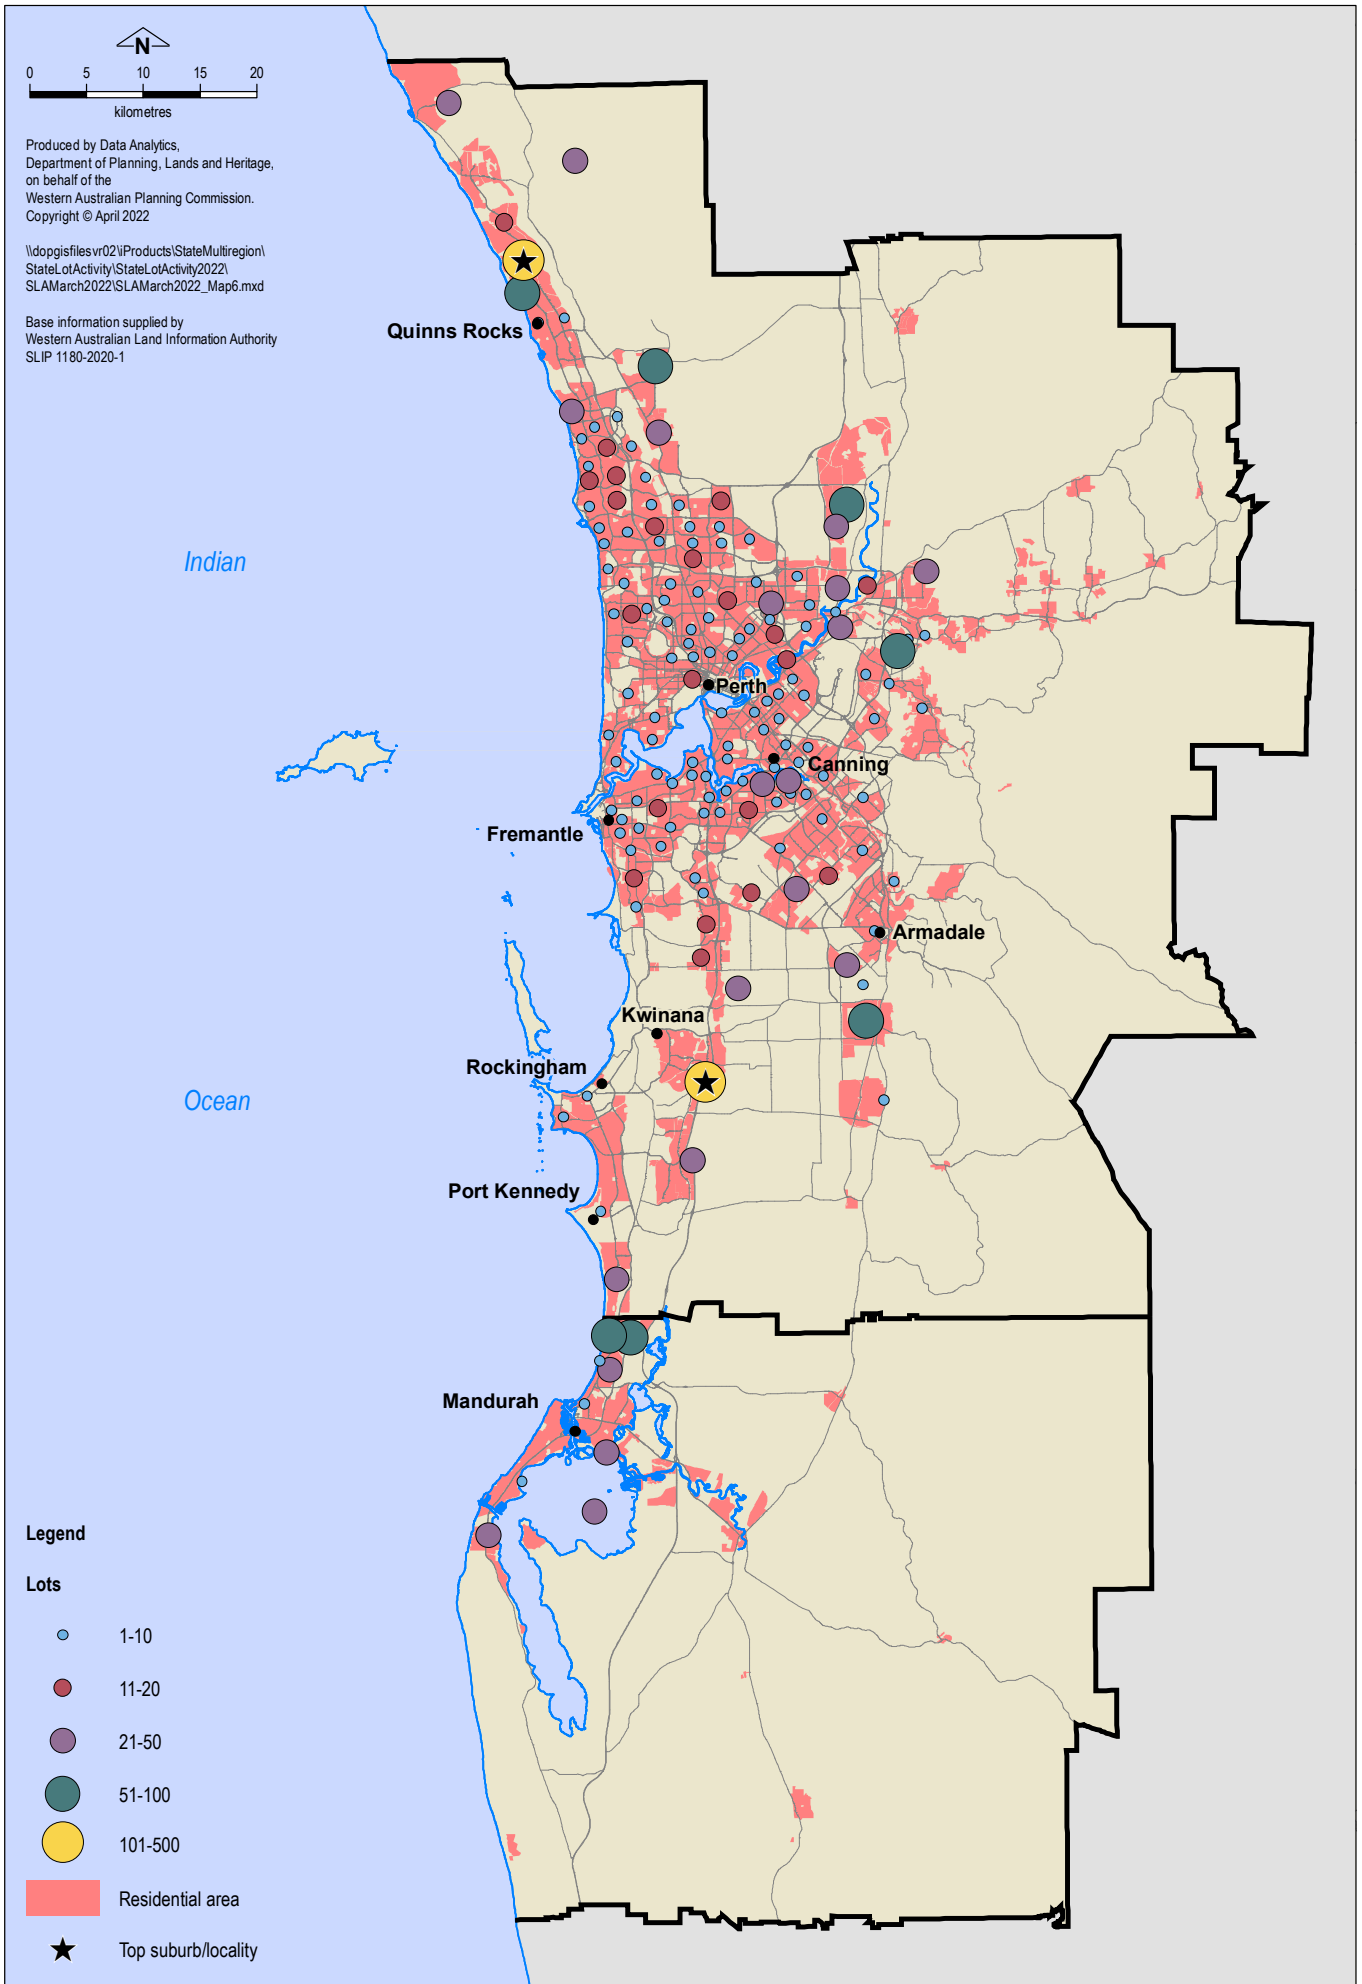 N
0 5 10 15 20
kilometres
Produced by Data Analytics,
Department of Planning, Lands and Heritage,
on behalf of the
Western Australian Planning Commission.
Copyright © April 2022
\\dopgisfilesvr02\iProducts\StateMultiregion\
StateLotActivity\StateLotActivity2022\
SLAMarch2022\SLAMarch2022_Map6.mxd
Base information supplied by
Western Australian Land Information Authority
SLIP 1180-2020-1
Quinns Rocks
Indian
Perth
Canning
Fremantle
Armadale
Kwinana
Rockingham
Ocean
Port Kennedy
Mandurah
Legend
Lots
1-10
11-20
21-50
51-100
101-500
Residential area
Top suburb/locality